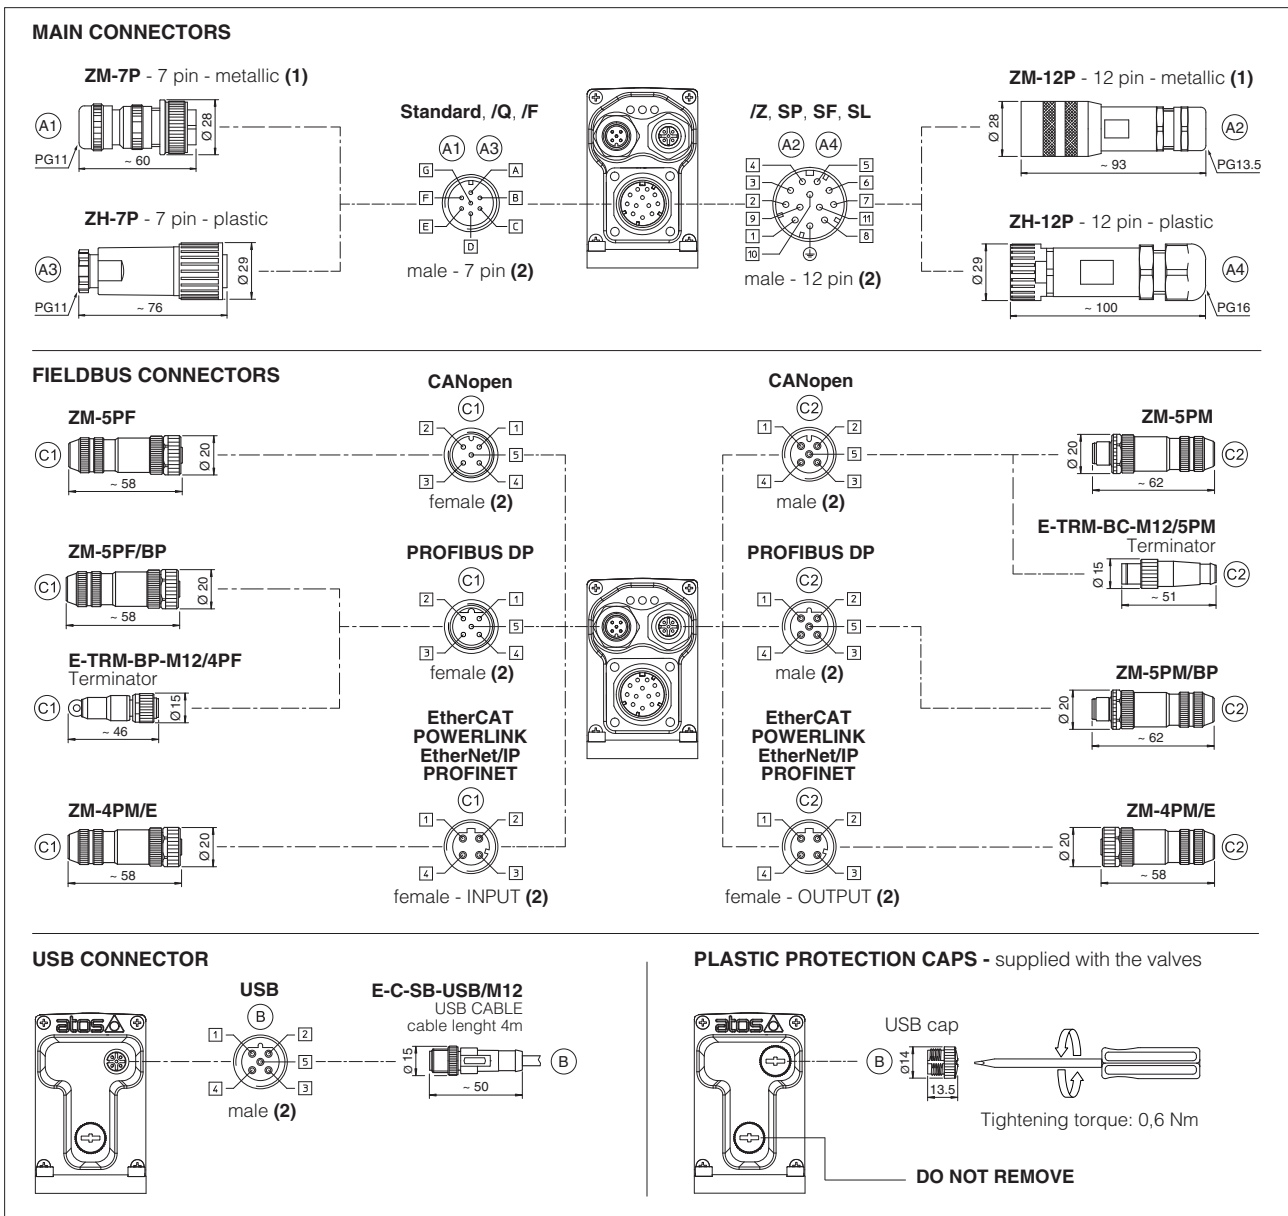 MAIN CONNECTORS
ZM-7P - 7 pin - metallic (1)
A1
PG11
~ 60
Ø 28
ZH-7P - 7 pin - plastic
A3
PG11
~ 76
Ø 29
Standard, /Q, /F
A1 A3
G
A
F
B
E
C
D
male - 7 pin (2)
/Z, SP, SF, SL
A2 A4
4
5
3
6
2
7
9
11
1
8
10
male - 12 pin (2)
ZM-12P - 12 pin - metallic (1)
Ø 28
A2
~ 93
PG13.5
ZH-12P - 12 pin - plastic
Ø 29
A4
~ 100
PG16
FIELDBUS CONNECTORS
ZM-5PF
C1
Ø 20
~ 58
CANopen
C1
2
1
5
3
4
female (2)
CANopen
C2
1
2
5
4
3
male (2)
ZM-5PM
Ø 20
C2
~ 62
E-TRM-BC-M12/5PM
Terminator
Ø 15
C2
~ 51
ZM-5PF/BP
C1
Ø 20
~ 58
E-TRM-BP-M12/4PF
Terminator
C1
Ø 15
~ 46
PROFIBUS DP
C1
2
1
5
3
4
female (2)
PROFIBUS DP
C2
1
2
5
4
3
male (2)
ZM-5PM/BP
Ø 20
C2
~ 62
ZM-4PM/E
C1
Ø 20
~ 58
EtherCAT
POWERLINK
EtherNet/IP
PROFINET
C1
1
2
4
3
female - INPUT (2)
EtherCAT
POWERLINK
EtherNet/IP
PROFINET
C2
1
2
4
3
female - OUTPUT (2)
ZM-4PM/E
Ø 20
C2
~ 58
USB CONNECTOR
atos
USB
B
1
2
5
4
3
male (2)
E-C-SB-USB/M12
USB CABLE
cable lenght 4m
Ø 15
B
~ 50
PLASTIC PROTECTION CAPS - supplied with the valves
atos
USB cap
B
Ø14
13.5
Tightening torque: 0,6 Nm
DO NOT REMOVE